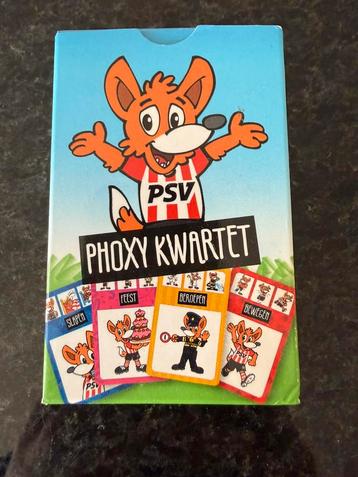 PSV
PHOXY KWARTET
SLAPEN
FEEST
BEROEPEN
BEWEGEN
PSV